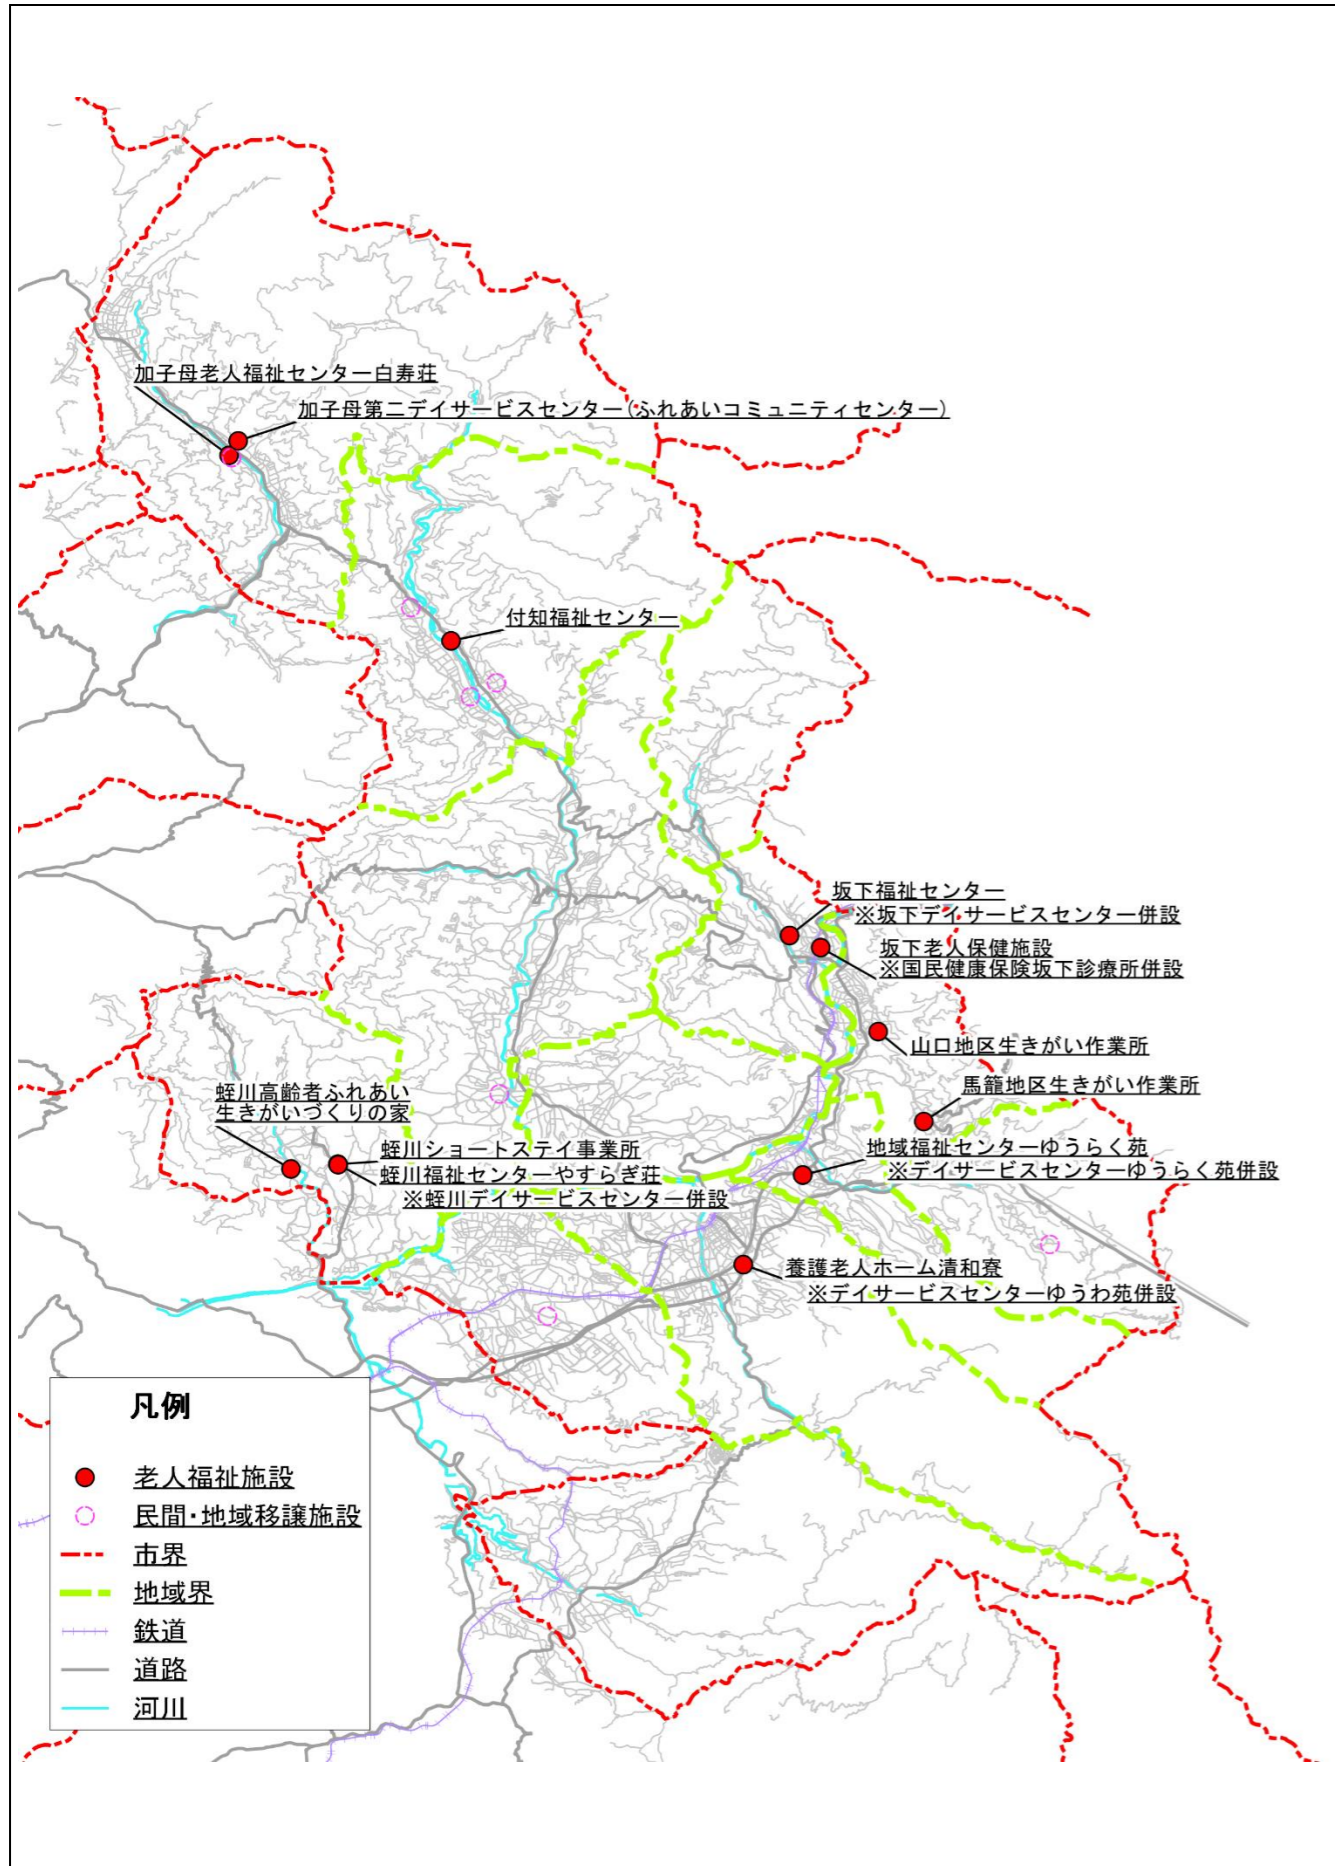 加子母老人福祉センター白寿荘
加子母第二デイサービスセンター(ふれあいコミュニティセンター)
付知福祉センター
坂下福祉センター
※坂下デイサービスセンター併設
坂下老人保健施設
※国民健康保険坂下診療所併設
山口地区生きがい作業所
馬籠地区生きがい作業所
蛭川高齢者ふれあい
生きがいづくりの家
蛭川ショートステイ事業所
蛭川福祉センターやすらぎ荘
※蛭川デイサービスセンター併設
地域福祉センターゆうらく苑
※デイサービスセンターゆうらく苑併設
養護老人ホーム清和寮
※デイサービスセンターゆうわ苑併設
凡例
老人福祉施設
民間・地域移譲施設
市界
地域界
鉄道
道路
河川